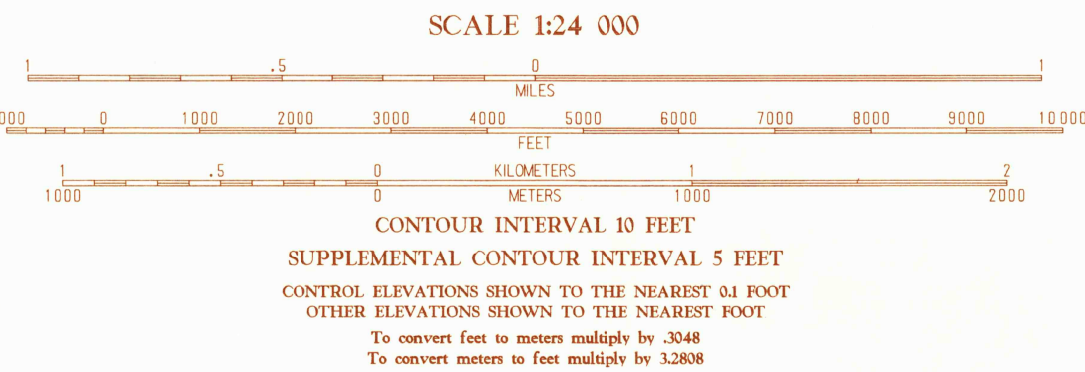 SCALE 1:24 000
1 .5 0 1
MILES
000 0 1000 2000 3000 4000 5000 6000 7000 8000 9000 10 000
FEET
1 .5 0 KILOMETERS 1 2
1000 0 METERS 1000 2000
CONTOUR INTERVAL 10 FEET
SUPPLEMENTAL CONTOUR INTERVAL 5 FEET
CONTROL ELEVATIONS SHOWN TO THE NEAREST 0.1 FOOT
OTHER ELEVATIONS SHOWN TO THE NEAREST FOOT
To convert feet to meters multiply by .3048
To convert meters to feet multiply by 3.2808